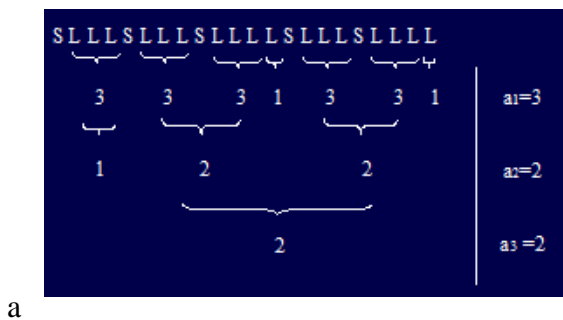 SLLLSLLLSLLLLSLLLSLLLL
3 3 3 1 3 3 1 a1=3
1 2 2 a2=2
2 a3 =2
a